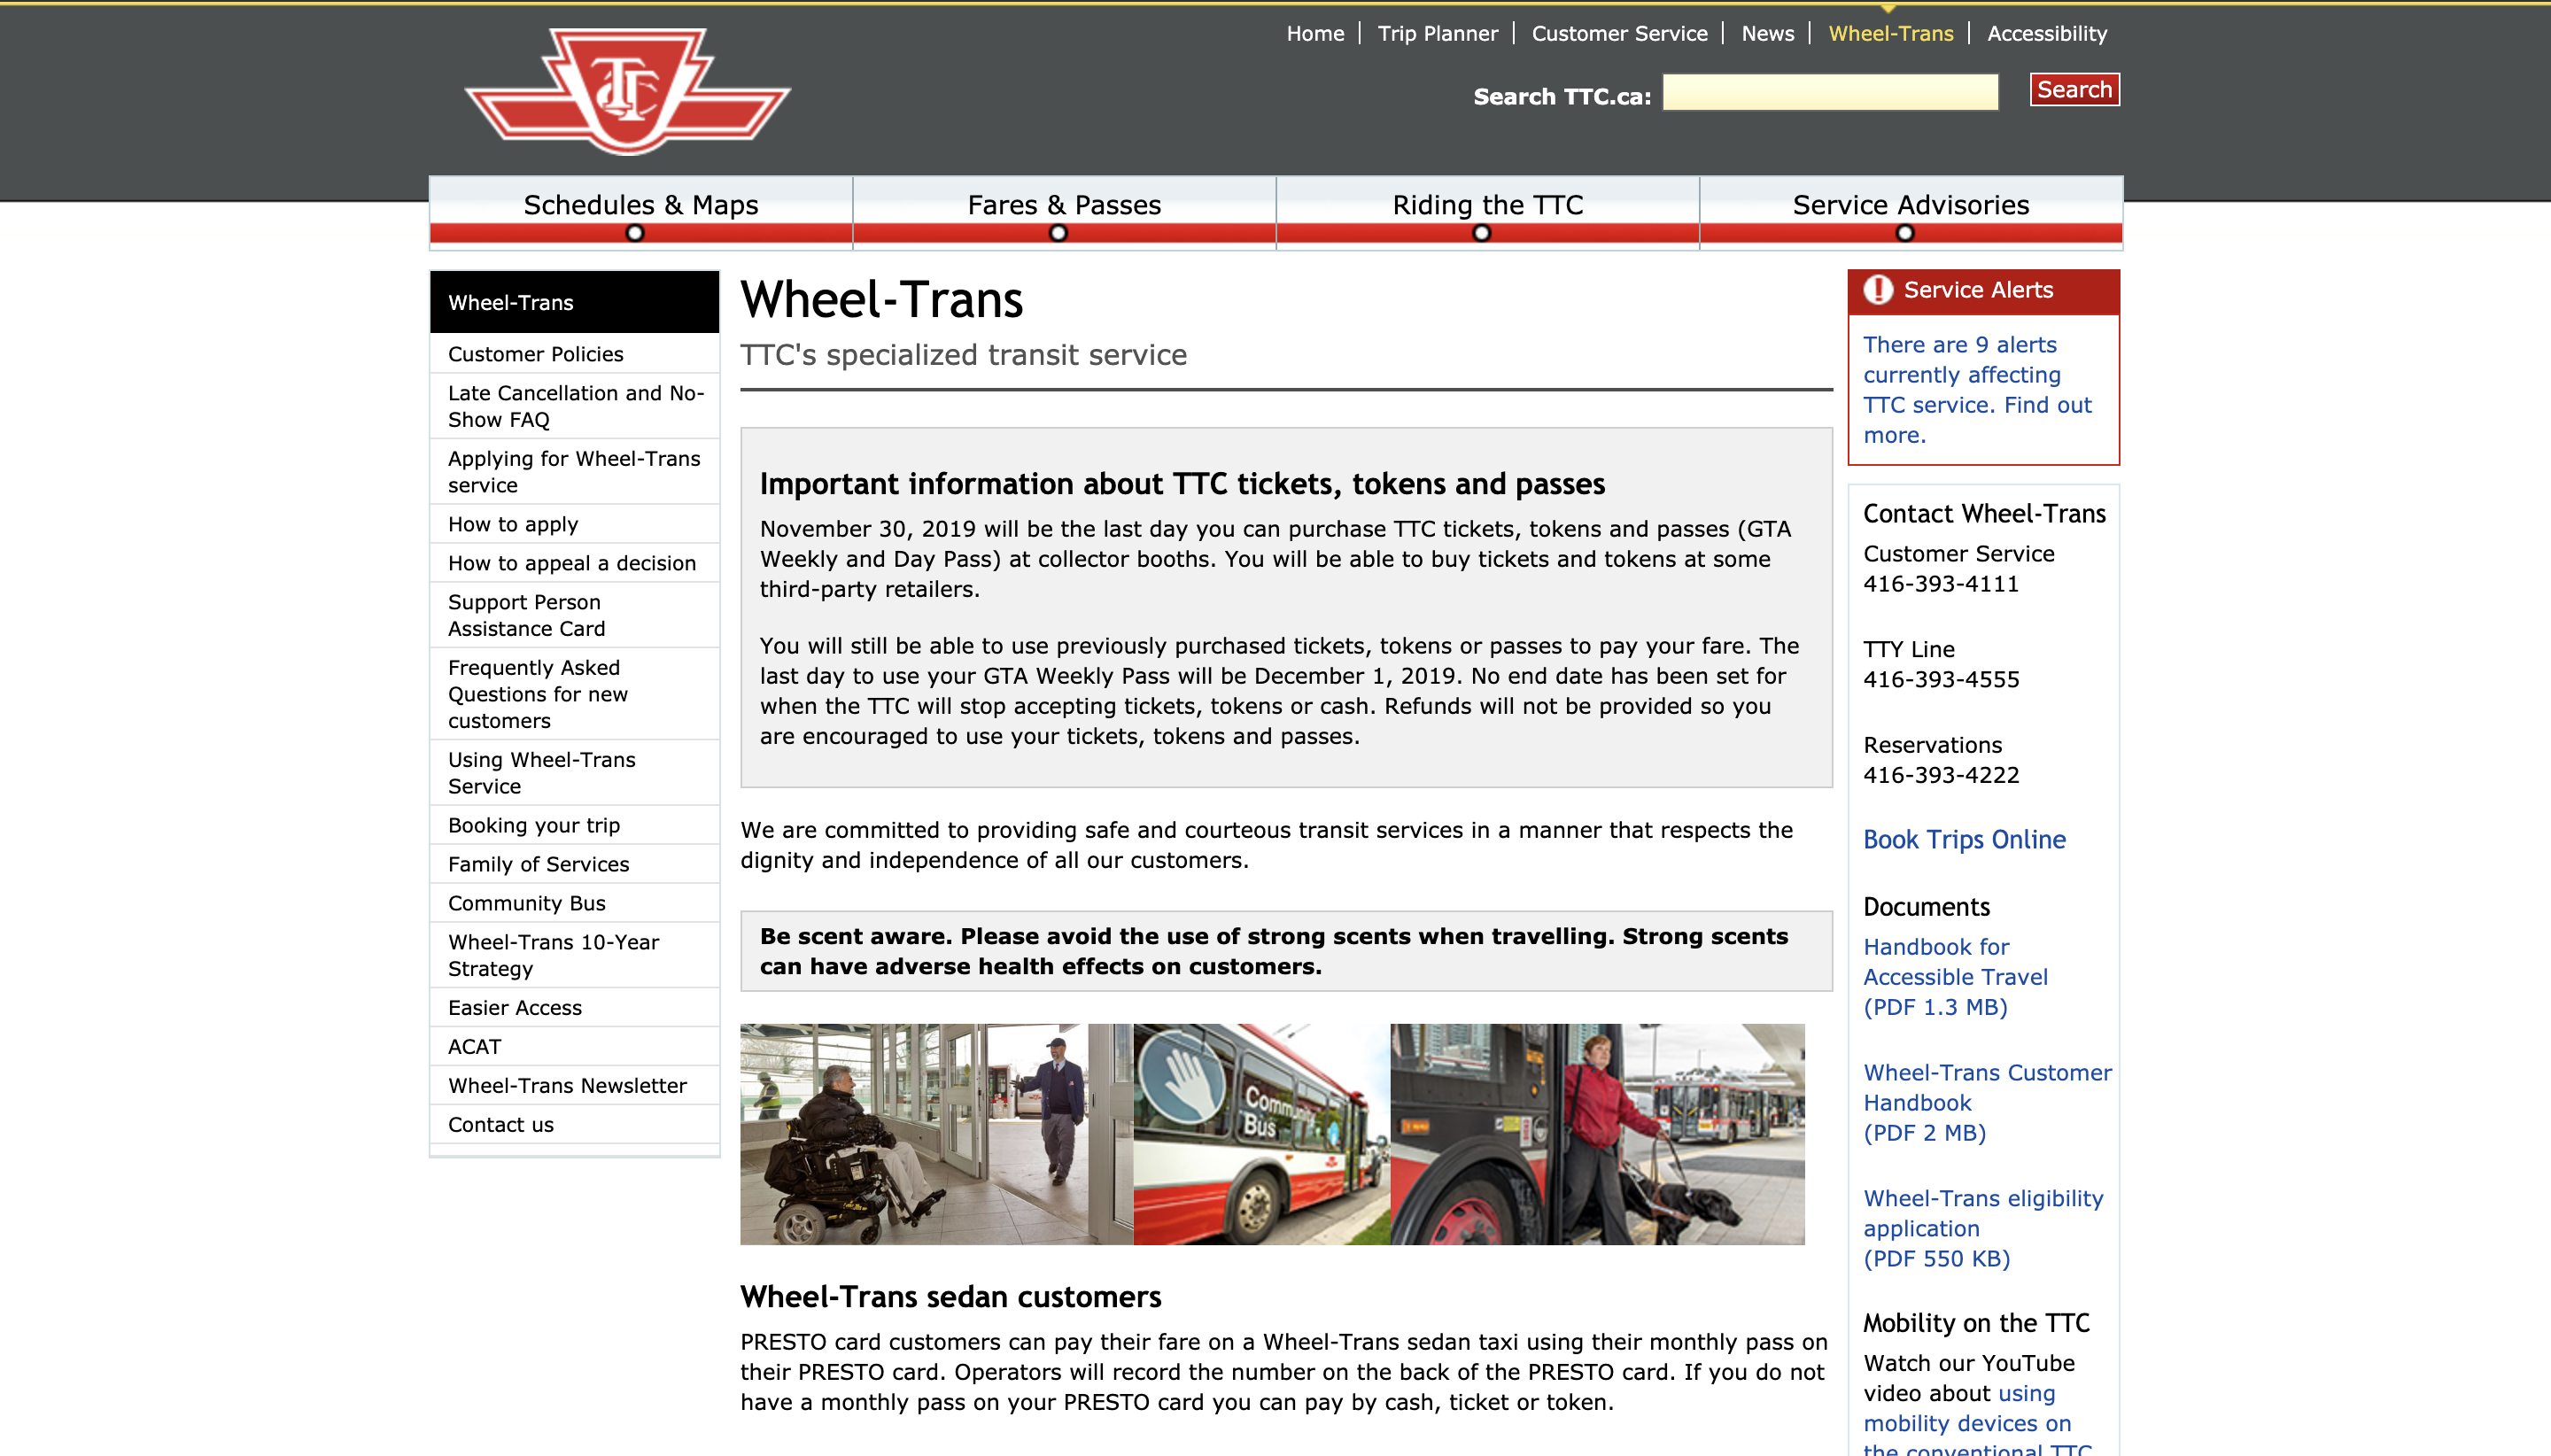 Home
Trip Planner
Customer Service
News
Wheel-Trans
Accessibility
TTC
Search TTC.ca:
Search
Schedules & Maps
Fares & Passes
Riding the TTC
Service Advisories
Wheel-Trans
Customer Policies
Late Cancellation and No-
Show FAQ
Applying for Wheel-Trans
service
How to apply
How to appeal a decision
Support Person
Assistance Card
Frequently Asked
Questions for new
customers
Using Wheel-Trans
Service
Booking your trip
Family of Services
Community Bus
Wheel-Trans 10-Year
Strategy
Easier Access
ACAT
Wheel-Trans Newsletter
Contact us
Wheel-Trans
TTC's specialized transit service
Important information about TTC tickets, tokens and passes
November 30, 2019 will be the last day you can purchase TTC tickets, tokens and passes (GTA
Weekly and Day Pass) at collector booths. You will be able to buy tickets and tokens at some
third-party retailers.
You will still be able to use previously purchased tickets, tokens or passes to pay your fare. The
last day to use your GTA Weekly Pass will be December 1, 2019. No end date has been set for
when the TTC will stop accepting tickets, tokens or cash. Refunds will not be provided so you
are encouraged to use your tickets, tokens and passes.
We are committed to providing safe and courteous transit services in a manner that respects the
dignity and independence of all our customers.
Be scent aware. Please avoid the use of strong scents when travelling. Strong scents
can have adverse health effects on customers.
Community
Bus
Wheel-Trans sedan customers
PRESTO card customers can pay their fare on a Wheel-Trans sedan taxi using their monthly pass on
their PRESTO card. Operators will record the number on the back of the PRESTO card. If you do not
have a monthly pass on your PRESTO card you can pay by cash, ticket or token.
Service Alerts
There are 9 alerts
currently affecting
TTC service. Find out
more.
Contact Wheel-Trans
Customer Service
416-393-4111
TTY Line
416-393-4555
Reservations
416-393-4222
Book Trips Online
Documents
Handbook for
Accessible Travel
(PDF 1.3 MB)
Wheel-Trans Customer
Handbook
(PDF 2 MB)
Wheel-Trans eligibility
application
(PDF 550 KB)
Mobility on the TTC
Watch our YouTube
video about using
mobility devices on
the conventional TTC